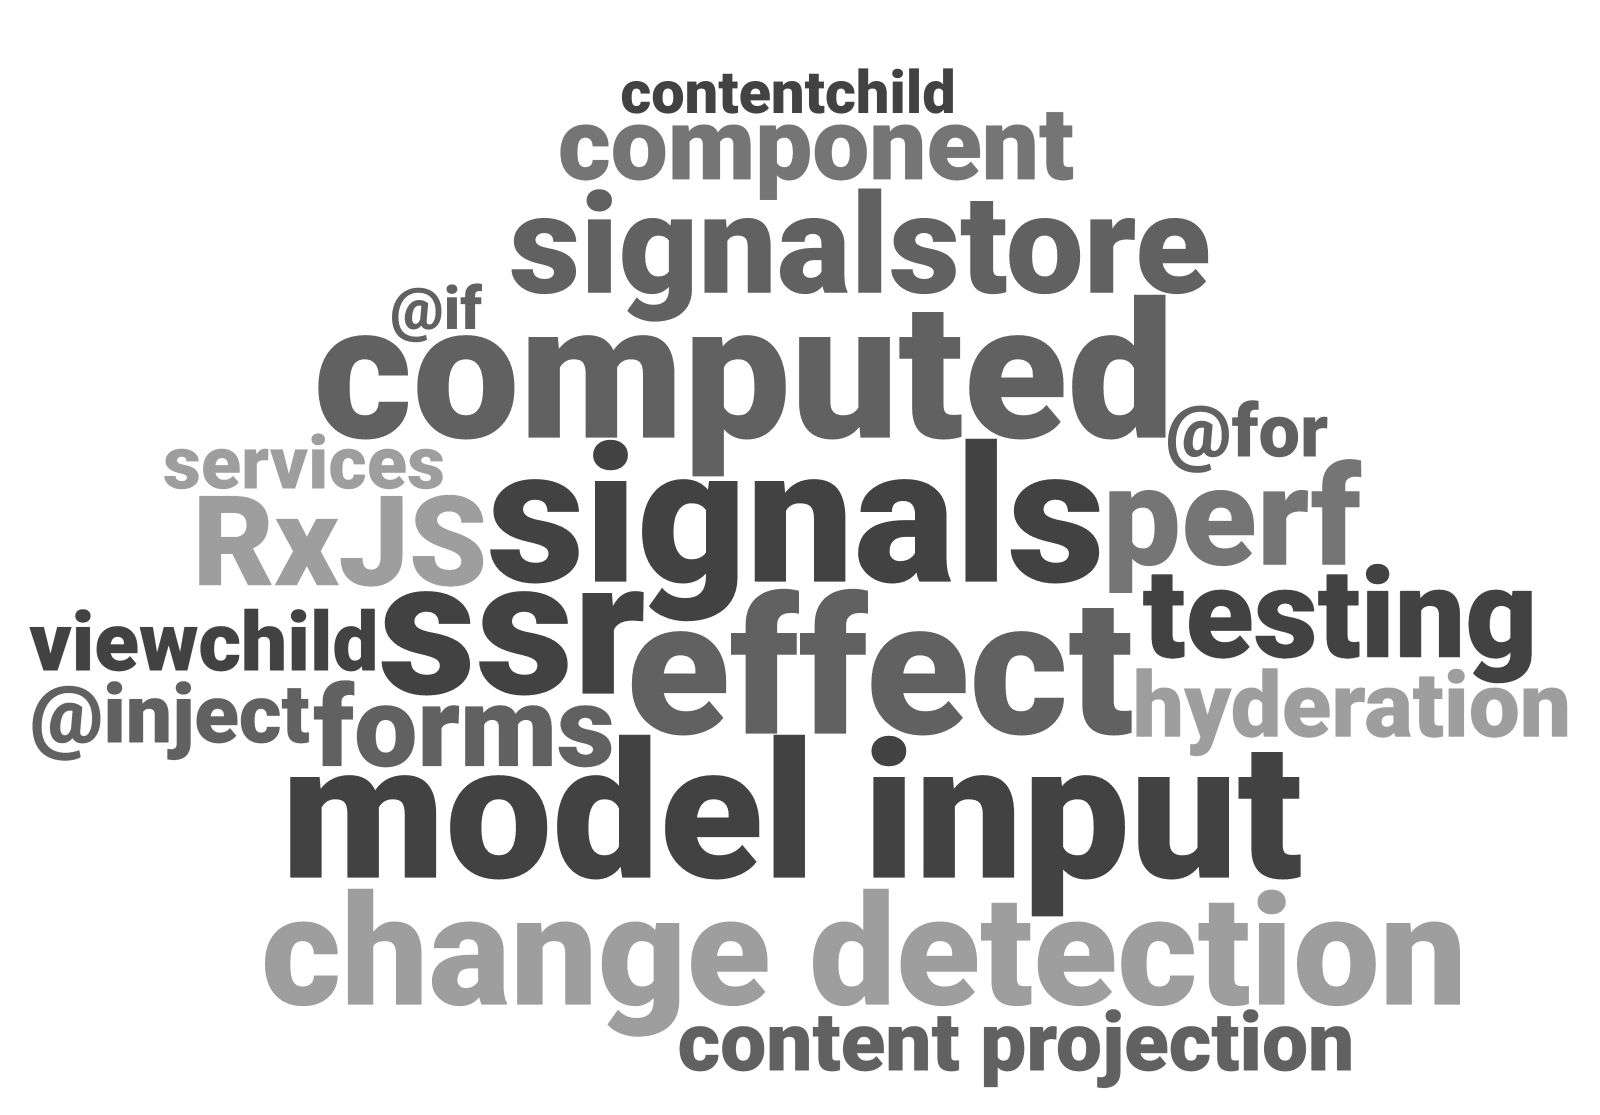 contentchild
component
signalstore
@if
computed
@for
services
RxJS
signals
perf
testing
viewchild
ssr
effect
hyderation
@inject
forms
model input
change detection
content projection